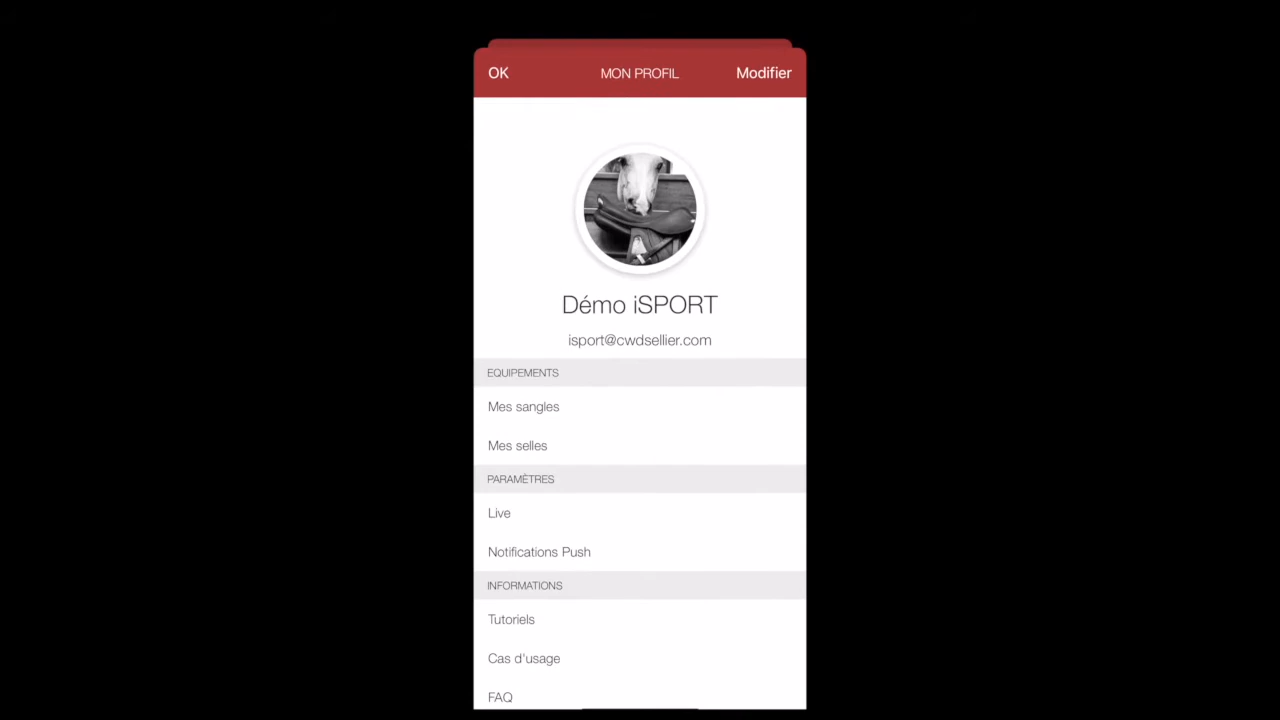 OK MON PROFIL Modifier
Démo iSPORT
isport@cwdsellier.com
EQUIPEMENTS
Mes sangles
Mes selles
PARAMÈTRES
Live
Notifications Push
INFORMATIONS
Tutoriels
Cas d'usage
FAQ